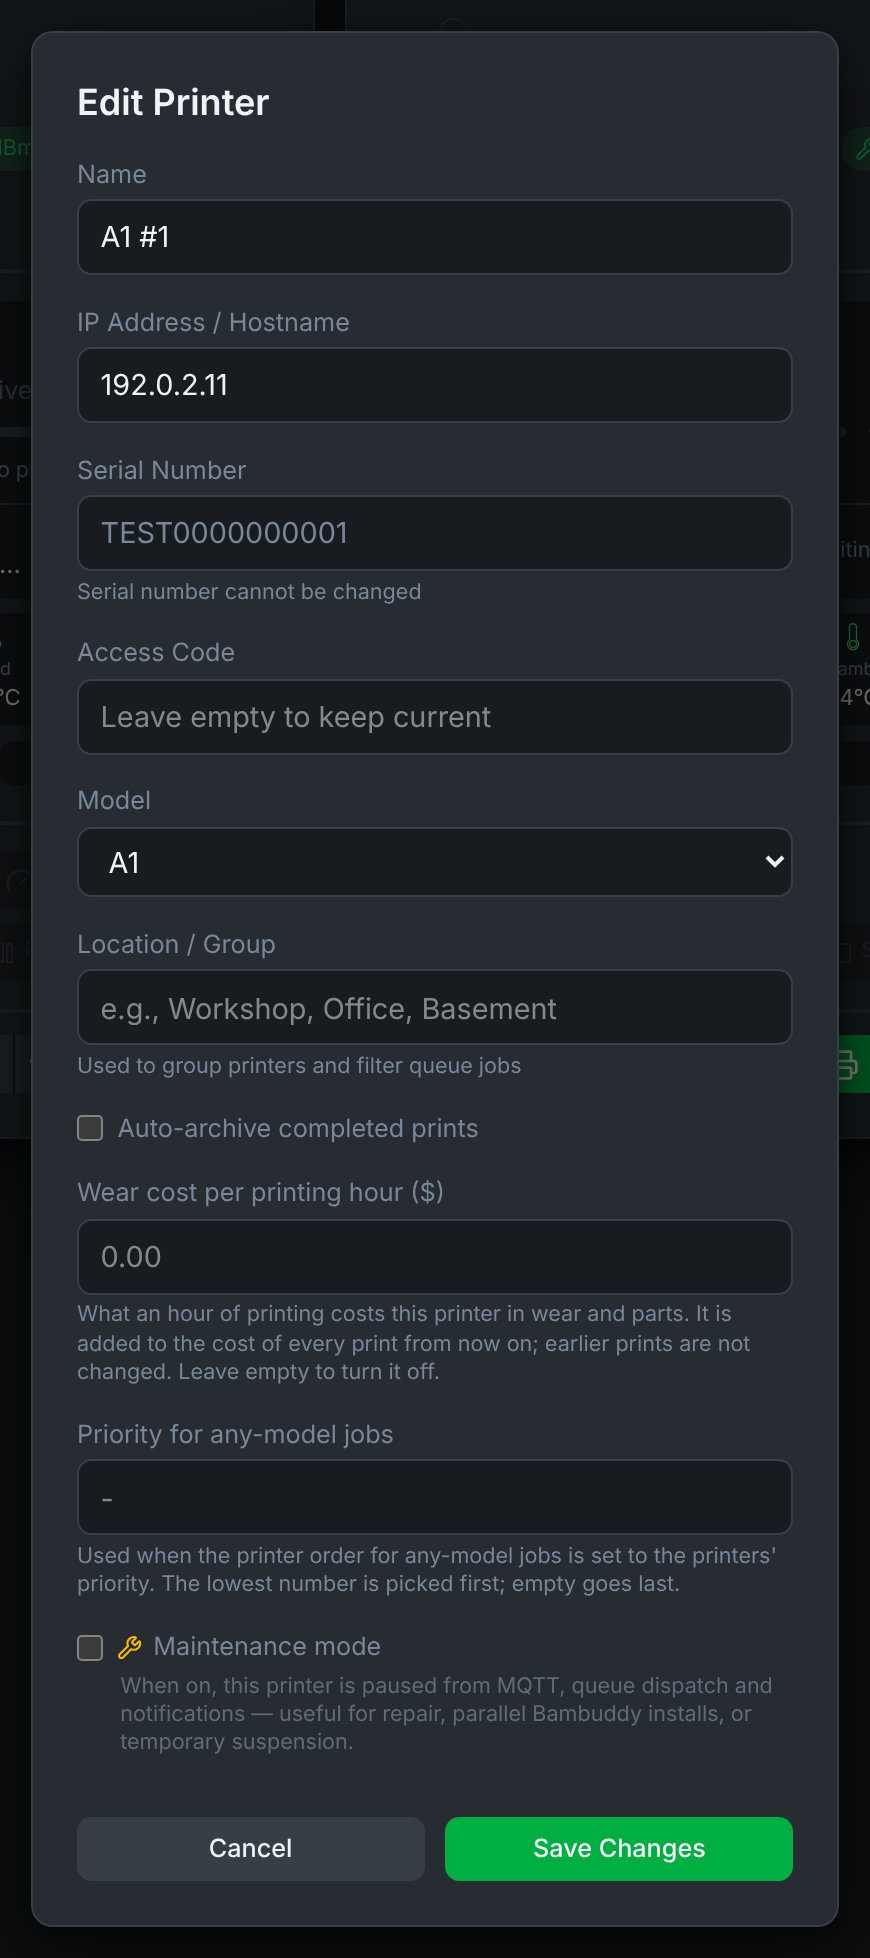 Edit Printer
Name
A1 #1
IP Address / Hostname
192.0.2.11
Serial Number
TEST0000000001
Serial number cannot be changed
Access Code
Leave empty to keep current
Model
A1
Location / Group
e.g., Workshop, Office, Basement
Used to group printers and filter queue jobs
Auto-archive completed prints
Wear cost per printing hour ($)
0.00
What an hour of printing costs this printer in wear and parts. It is
added to the cost of every print from now on; earlier prints are not
changed. Leave empty to turn it off.
Priority for any-model jobs
-
Used when the printer order for any-model jobs is set to the printers'
priority. The lowest number is picked first; empty goes last.
Maintenance mode
When on, this printer is paused from MQTT, queue dispatch and
notifications — useful for repair, parallel Bambuddy installs, or
temporary suspension.
Cancel
Save Changes